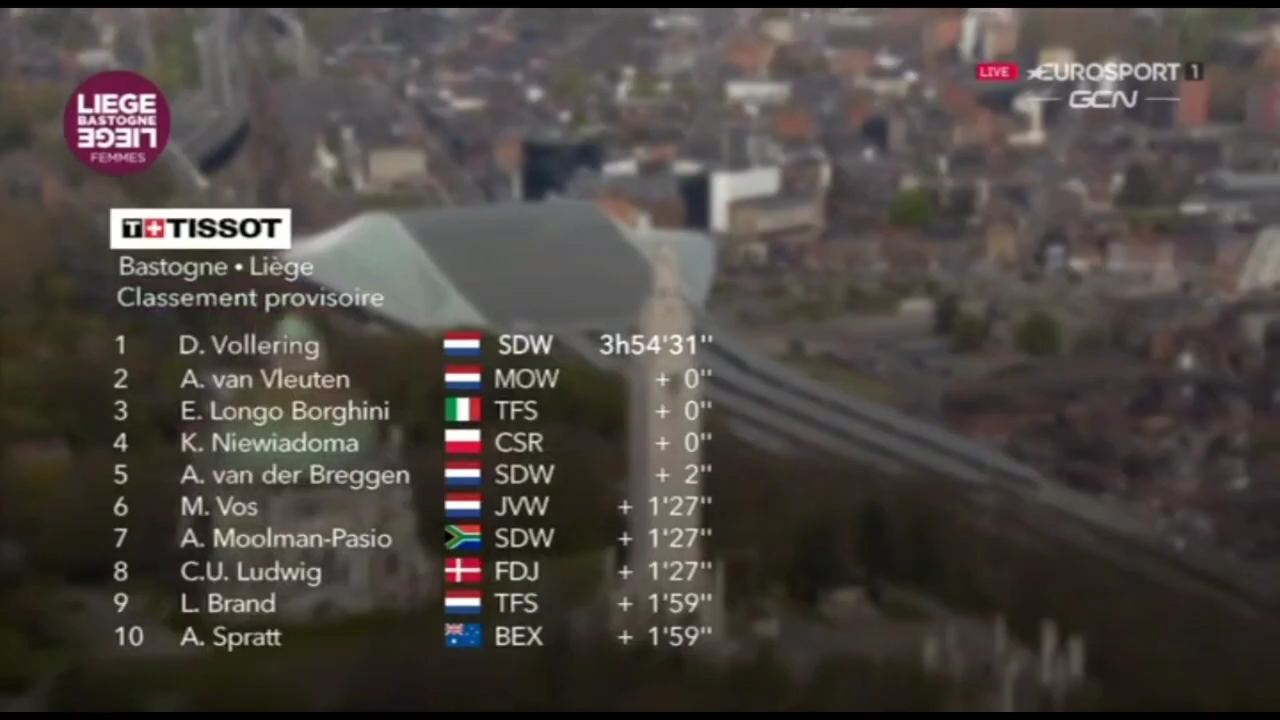 LIEGE
BASTOGNE
LIEGE
FEMMES
LIVE EUROSPORT 1
GCN
T+TISSOT
Bastogne • Liège
Classement provisoire
1 D. Vollering SDW 3h54'31''
2 A. van Vleuten MOW + 0''
3 E. Longo Borghini TFS + 0''
4 K. Niewiadoma CSR + 0''
5 A. van der Breggen SDW + 2''
6 M. Vos JVW + 1'27''
7 A. Moolman-Pasio SDW + 1'27''
8 C.U. Ludwig FDJ + 1'27''
9 L. Brand TFS + 1'59''
10 A. Spratt BEX + 1'59''